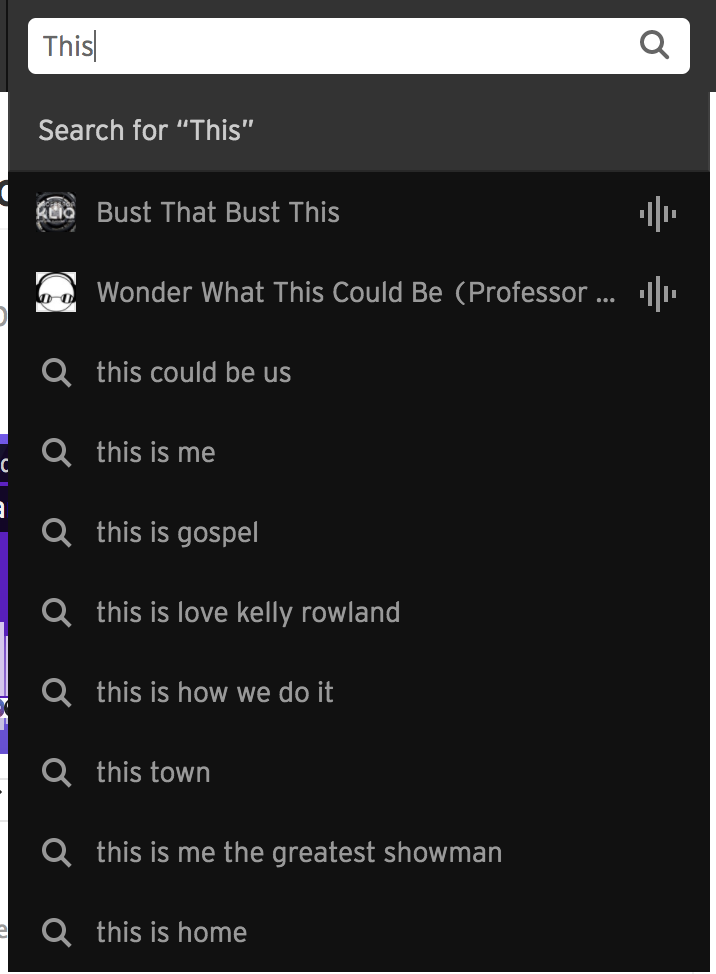 This
Search for “This”
Bust That Bust This
Wonder What This Could Be (Professor ...
this could be us
this is me
this is gospel
this is love kelly rowland
this is how we do it
this town
this is me the greatest showman
this is home